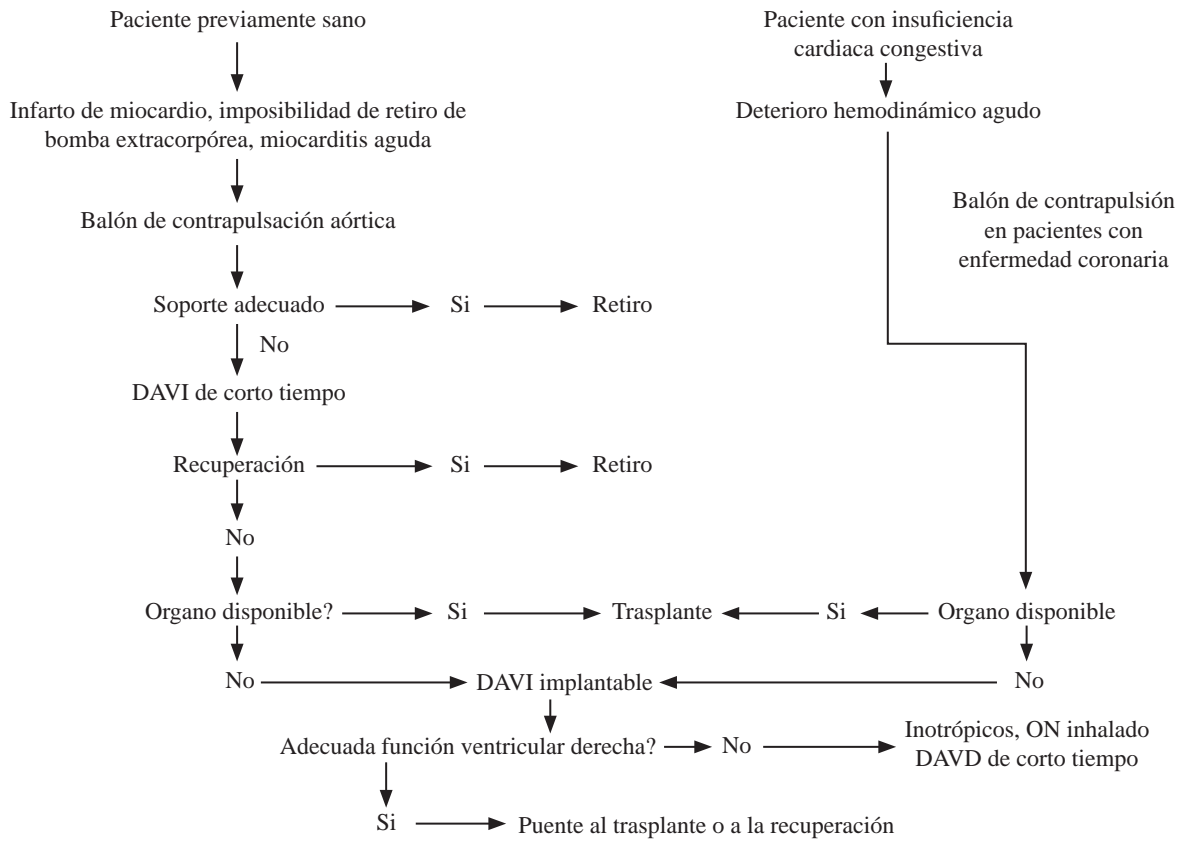 Paciente previamente sano
Paciente con insuficiencia
cardiaca congestiva
Infarto de miocardio, imposibilidad de retiro de
bomba extracorpórea, miocarditis aguda
Deterioro hemodinámico agudo
Balón de contrapulsación aórtica
Balón de contrapulsión
en pacientes con
enfermedad coronaria
Soporte adecuado Si Retiro
No
DAVI de corto tiempo
Recuperación Si Retiro
No
Organo disponible? Si Trasplante Si Organo disponible
No DAVI implantable No
Adecuada función ventricular derecha? No
Inotrópicos, ON inhalado
DAVD de corto tiempo
Si Puente al trasplante o a la recuperación